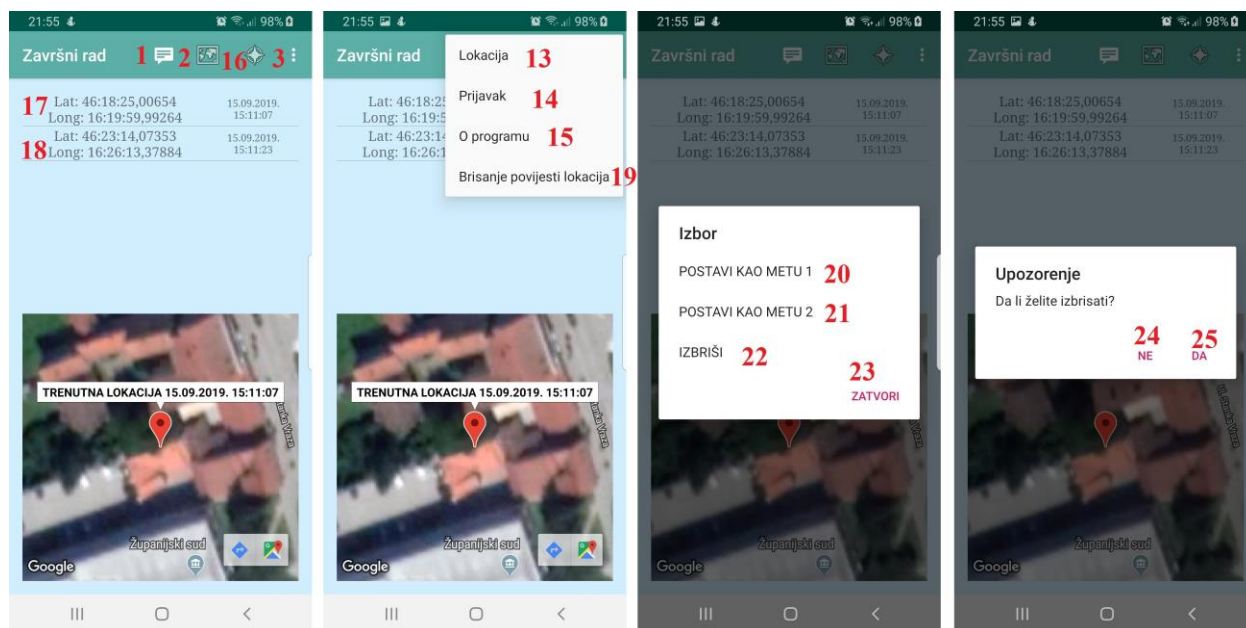 21:55 98%
Završni rad 1 2 16 3
17 Lat: 46:18:25,00654 15.09.2019.
Long: 16:19:59,99264 15:11:07
Lat: 46:23:14,07353 15.09.2019.
18 Long: 16:26:13,37884 15:11:23
TRENUTNA LOKACIJA 15.09.2019. 15:11:07
Županijski sud
Google
21:55 98%
Završni rad
Lokacija 13
Prijavak 14
O programu 15
Brisanje povijesti lokacija 19
Lat: 46:18:2
Long: 16:19:5
Lat: 46:23:1
Long: 16:26:1
TRENUTNA LOKACIJA 15.09.2019. 15:11:07
Županijski sud
Google
21:55 98%
Završni rad
Lat: 46:18:25,00654 15.09.2019.
Long: 16:19:59,99264 15:11:07
Lat: 46:23:14,07353 15.09.2019.
Long: 16:26:13,37884 15:11:23
Izbor
POSTAVI KAO METU 1 20
POSTAVI KAO METU 2 21
IZBRIŠI 22
23
ZATVORI
Županijski sud
Google
21:55 98%
Završni rad
Lat: 46:18:25,00654 15.09.2019.
Long: 16:19:59,99264 15:11:07
Lat: 46:23:14,07353 15.09.2019.
Long: 16:26:13,37884 15:11:23
Upozorenje
Da li želite izbrisati?
24 25
NE DA
Ul. Stanka Vraza
Županijski sud
Google